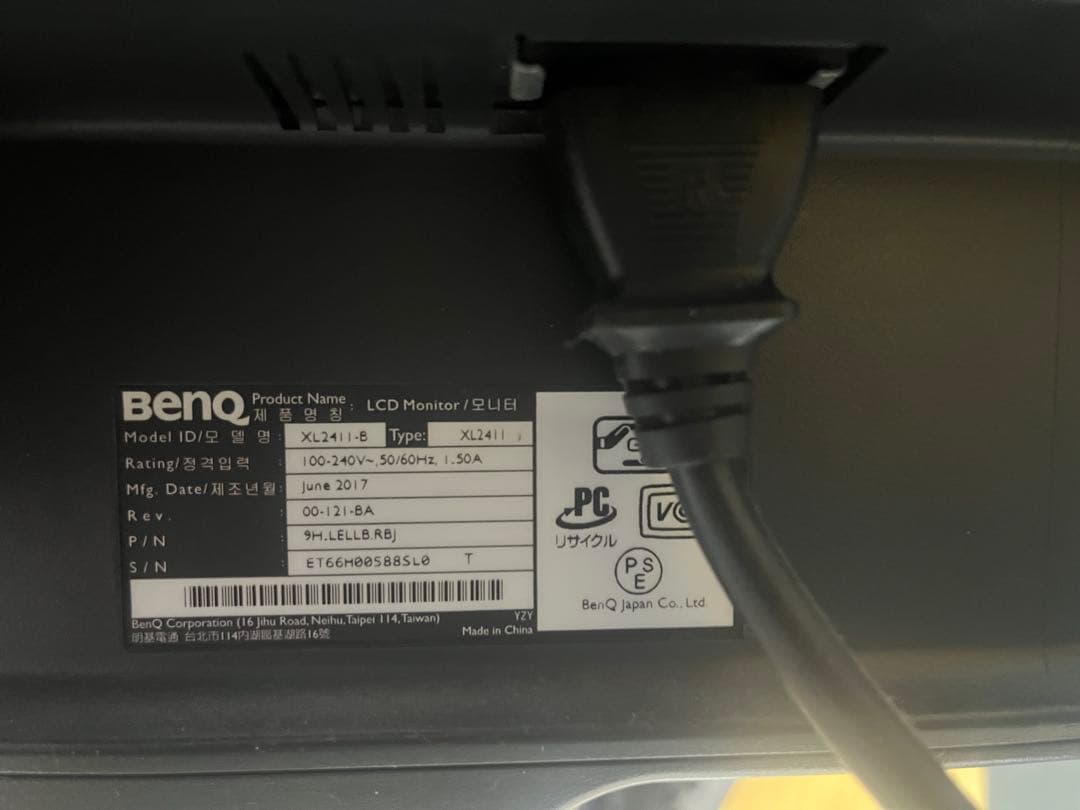 BenQ Product Name : LCD Monitor/모니터
제품명칭
Model ID/모델명 : XL2411-B Type: XL2411
Rating/정격입력 : 100-240V~,50/60Hz, 1.50A
Mfg. Date/제조년월: June 2017
Rev. : 00-121-BA
P/N : 9H.LELLB.RBJ
S/N : ET66H00588SL0 T
BenQ Corporation (16 Jihu Road, Neihu,Taipei 114,Taiwan) YZY
明基電通 台北市114內湖區基湖路16號 Made in China
PC
リサイクル
PSE
BenQ Japan Co., Ltd.